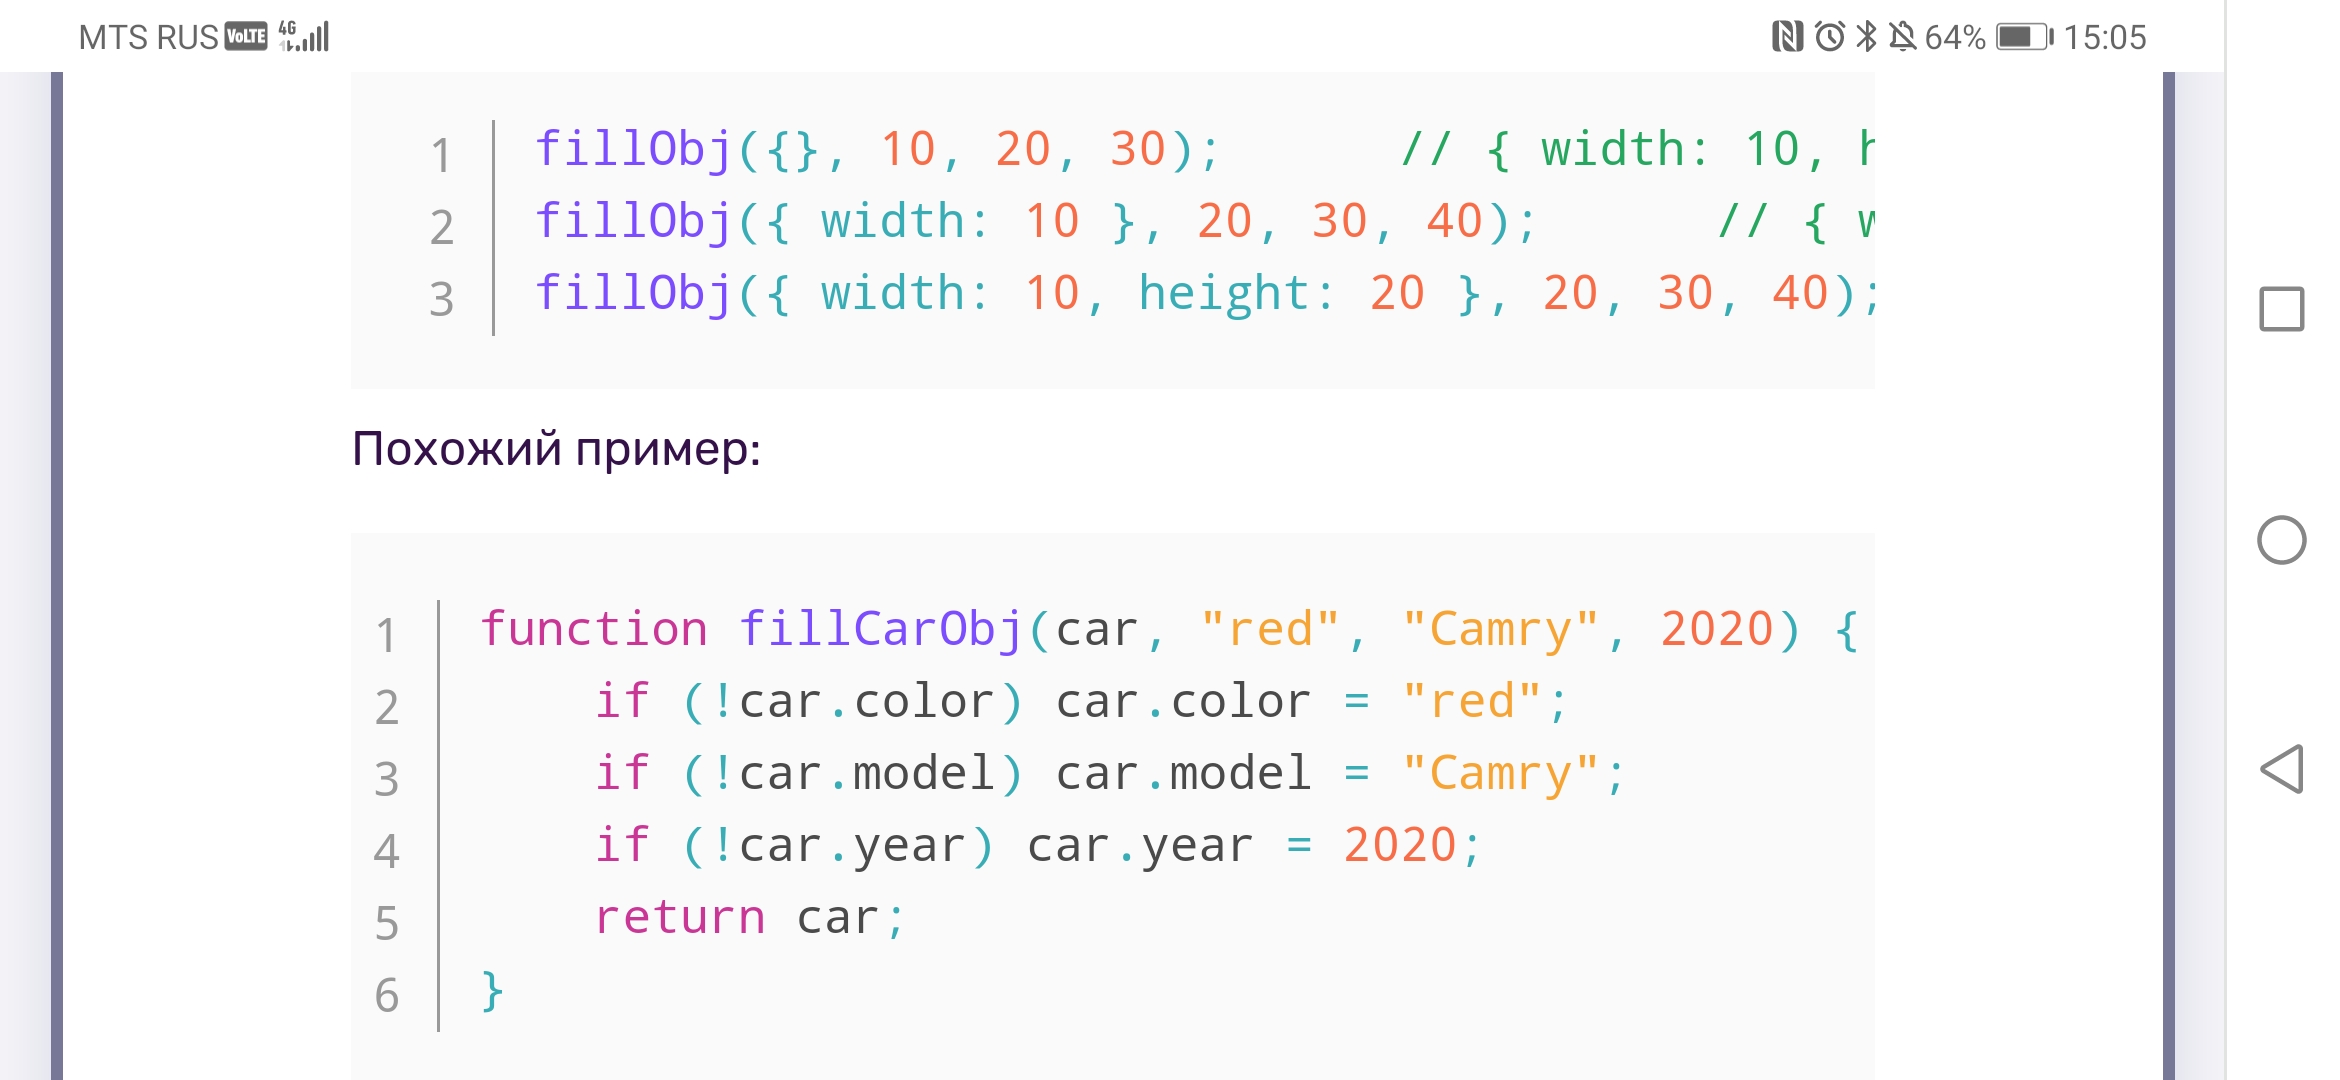 MTS RUS VoLTE 4G 64% 15:05
1 fillObj({}, 10, 20, 30); // { width: 10,
2 fillObj({ width: 10 }, 20, 30, 40); // {
3 fillObj({ width: 10, height: 20 }, 20, 30, 40);
Похожий пример:
1 function fillCarObj(car, "red", "Camry", 2020) {
2 if (!car.color) car.color = "red";
3 if (!car.model) car.model = "Camry";
4 if (!car.year) car.year = 2020;
5 return car;
6 }